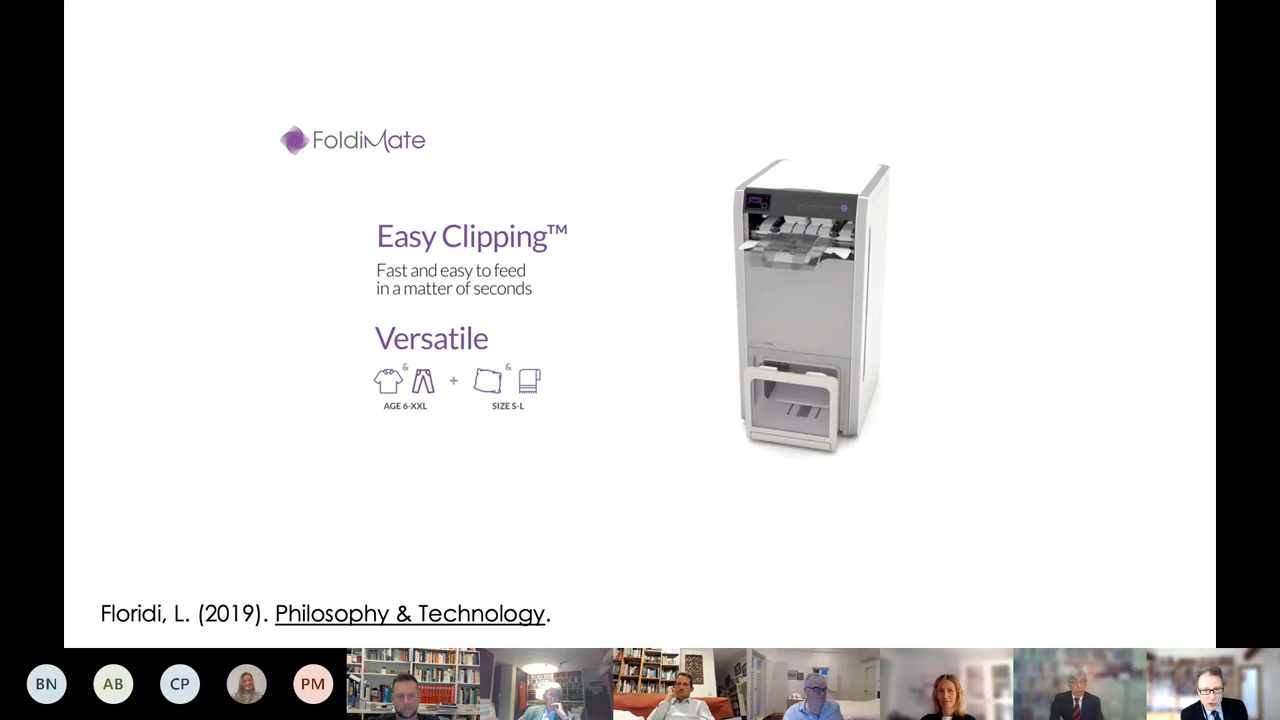 FoldiMate
Easy Clipping™
Fast and easy to feed
in a matter of seconds
Versatile
& + &
AGE 6-XXL SIZE S-L
Floridi, L. (2019). Philosophy & Technology.
BN AB CP PM